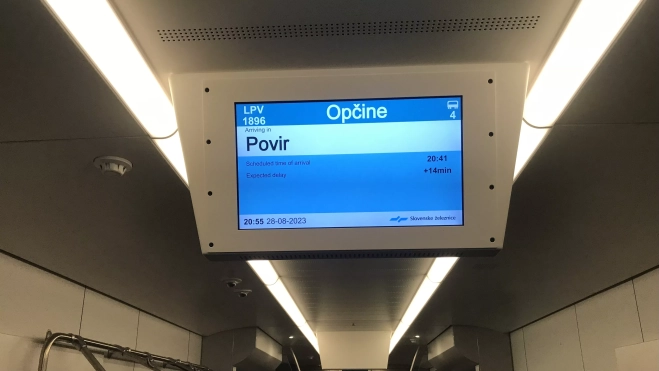 LPV Opčine
1896 4
Arriving in
Povir
Scheduled time of arrival 20:41
Expected delay +14min
20:55 28-08-2023 Slovenske železnice